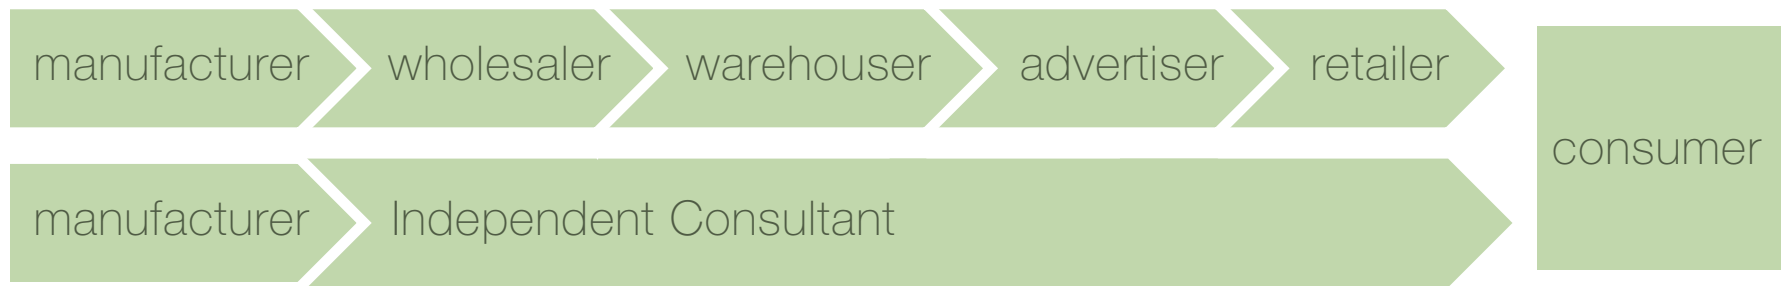 manufacturer wholesaler warehouser advertiser retailer
consumer
manufacturer Independent Consultant